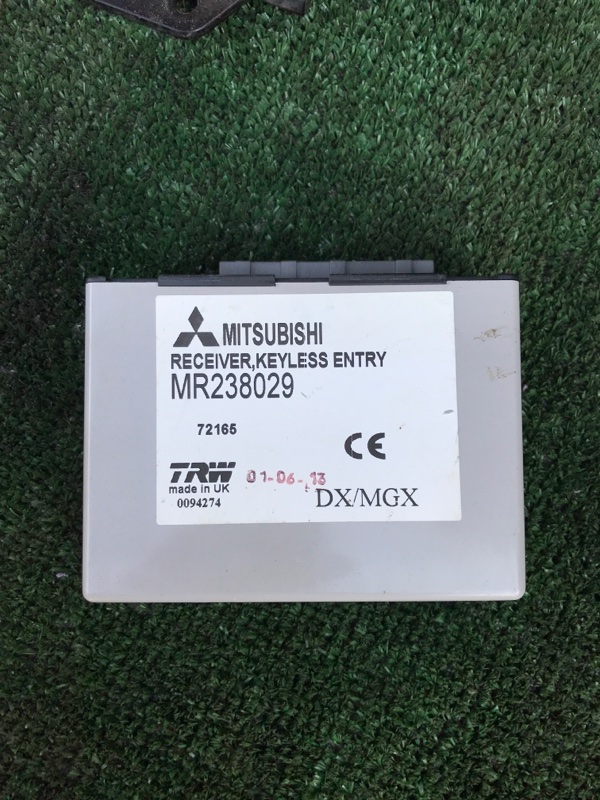 MITSUBISHI
RECEIVER,KEYLESS ENTRY
MR238029
72165
CE
TRW 01-06-13
made in UK
0094274
DX/MGX